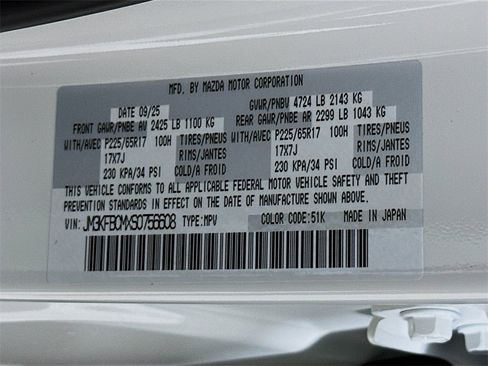 MFD. BY MAZDA MOTOR CORPORATION
DATE 09/25 GVWR/PNBV 4724 LB 2143 KG
FRONT GAWR/PNBE AV 2425 LB 1100 KG REAR GAWR/PNBE AR 2299 LB 1043 KG
WITH/AVEC P225/65R17 100H TIRES/PNEUS WITH/AVEC P225/65R17 100H TIRES/PNEUS
17X7J RIMS/JANTES 17X7J RIMS/JANTES
230 KPA/34 PSI COLD/A FROID 230 KPA/34 PSI COLD/A FROID
THIS VEHICLE CONFORMS TO ALL APPLICABLE FEDERAL MOTOR VEHICLE SAFETY AND THEFT
PREVENTION STANDARDS IN EFFECT ON THE DATE OF MANUFACTURE SHOWN ABOVE.
VIN: JM3KFBCMXS0756608 TYPE:MPV COLOR CODE:51K MADE IN JAPAN